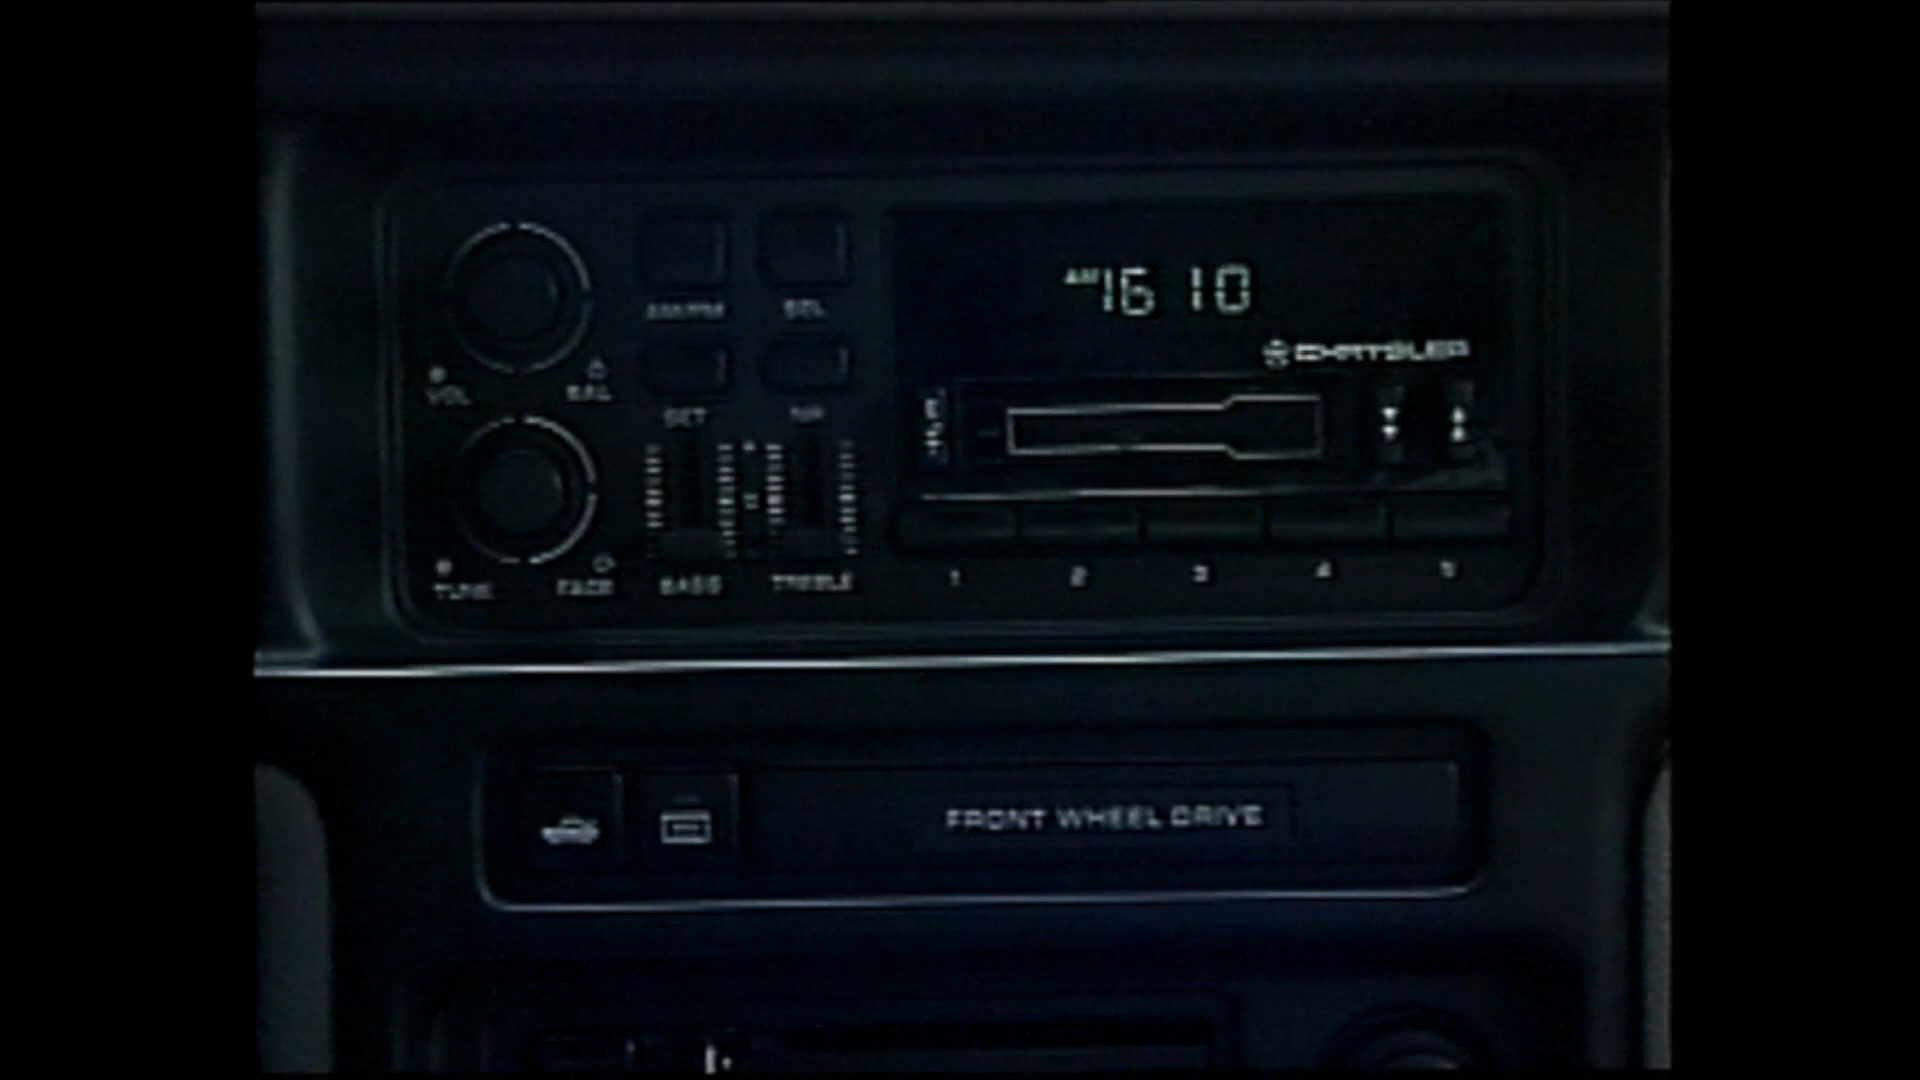 AM 1610
CHRYSLER
AM/FM SEL
VOL BAL
SET
TUNE FADE BASS TREBLE
1 2 3 4 5
FRONT WHEEL DRIVE